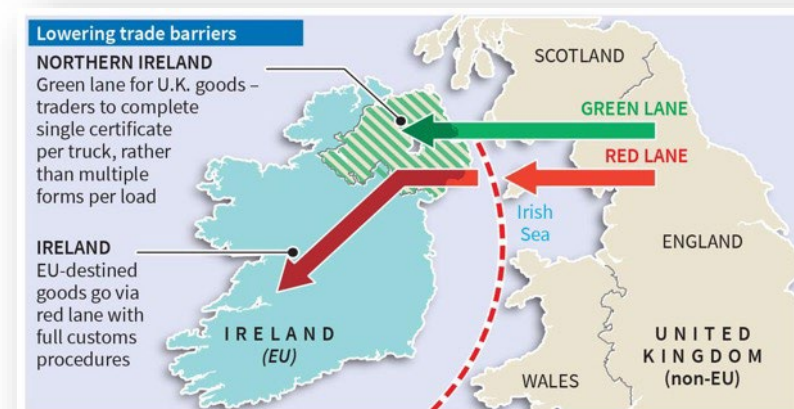 Lowering trade barriers
NORTHERN IRELAND
Green lane for U.K. goods –
traders to complete
single certificate
per truck, rather
than multiple
forms per load
IRELAND
EU-destined
goods go via
red lane with
full customs
procedures
SCOTLAND
GREEN LANE
RED LANE
Irish
Sea
ENGLAND
IRELAND
(EU)
UNITED
KINGDOM
(non-EU)
WALES